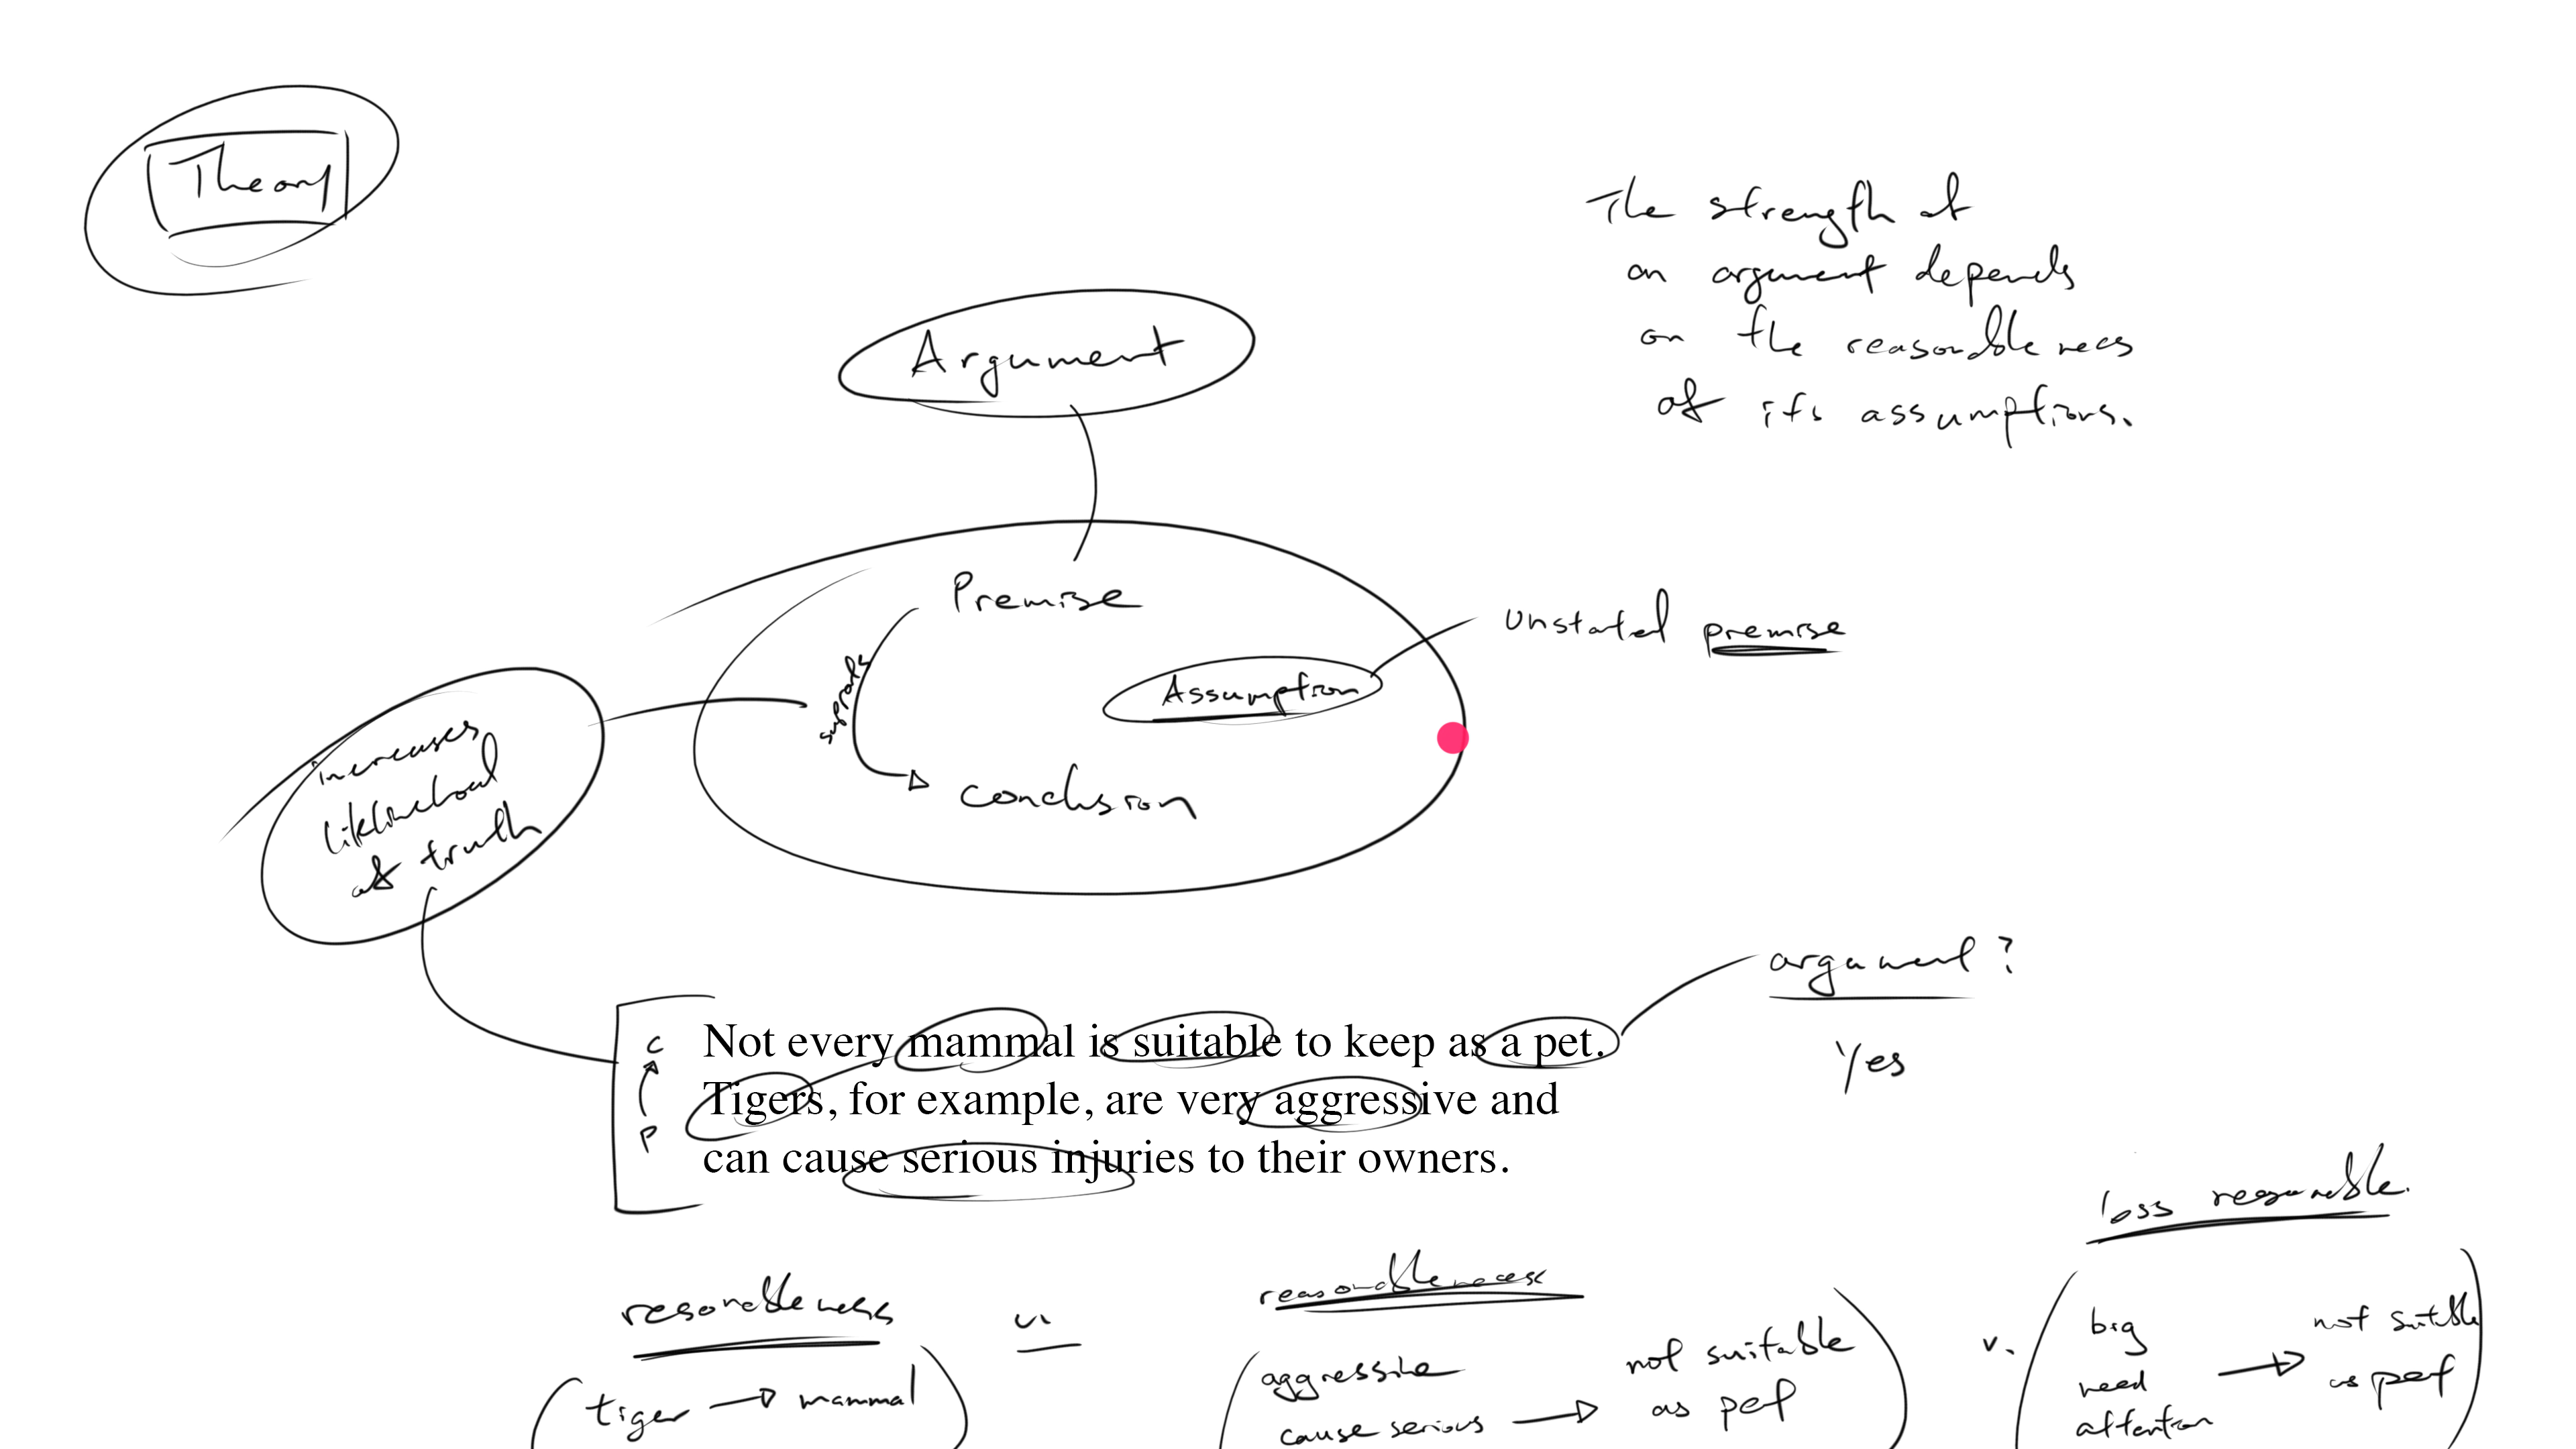 Theory
The strength of
an argument depends
on the reasonableness
of its assumptions.
Argument
Premise
supports
Assumption
Unstated premise
Conclusion
increases
of truth
argument?
Yes
C
P
Not every mammal is suitable to keep as a pet.
Tigers, for example, are very aggressive and
can cause serious injuries to their owners.
less reasonable.
resonableness
v.
reasonableness
tiger → mammal
aggressive
cause serious
→
not suitable
as pet
v.
big
need
attention
→
not suitable
as pet